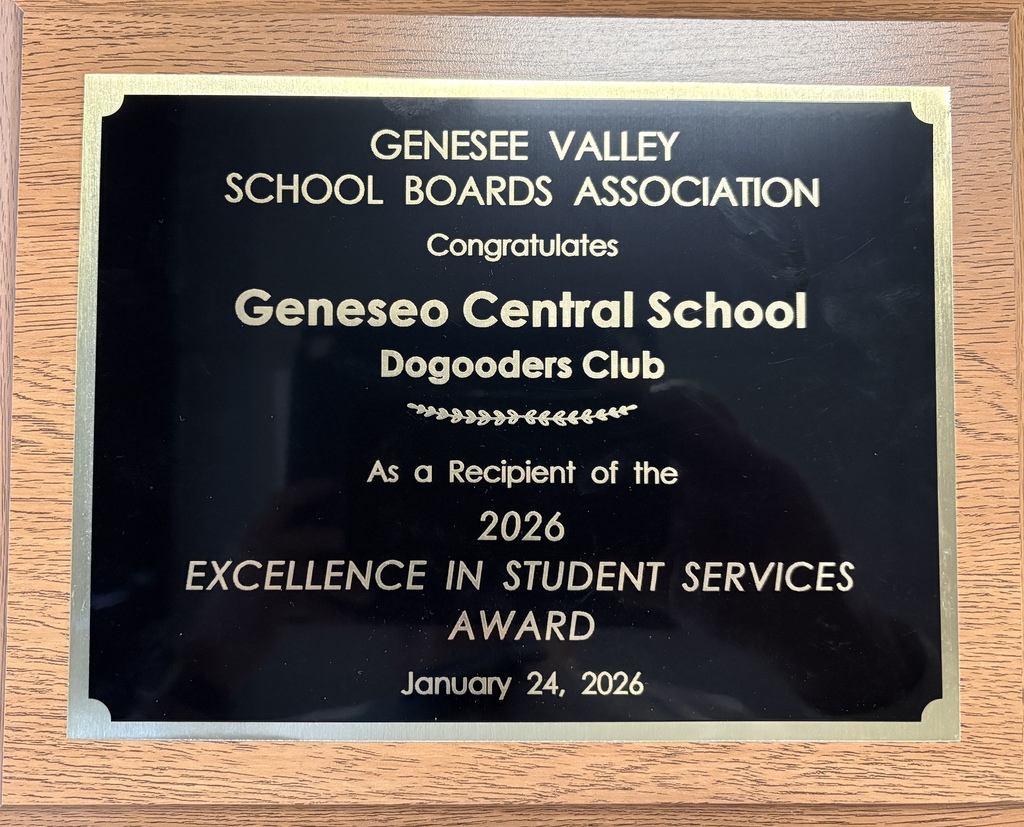 GENESEE VALLEY
SCHOOL BOARDS ASSOCIATION
Congratulates
Geneseo Central School
Dogooders Club
As a Recipient of the
2026
EXCELLENCE IN STUDENT SERVICES
AWARD
January 24, 2026